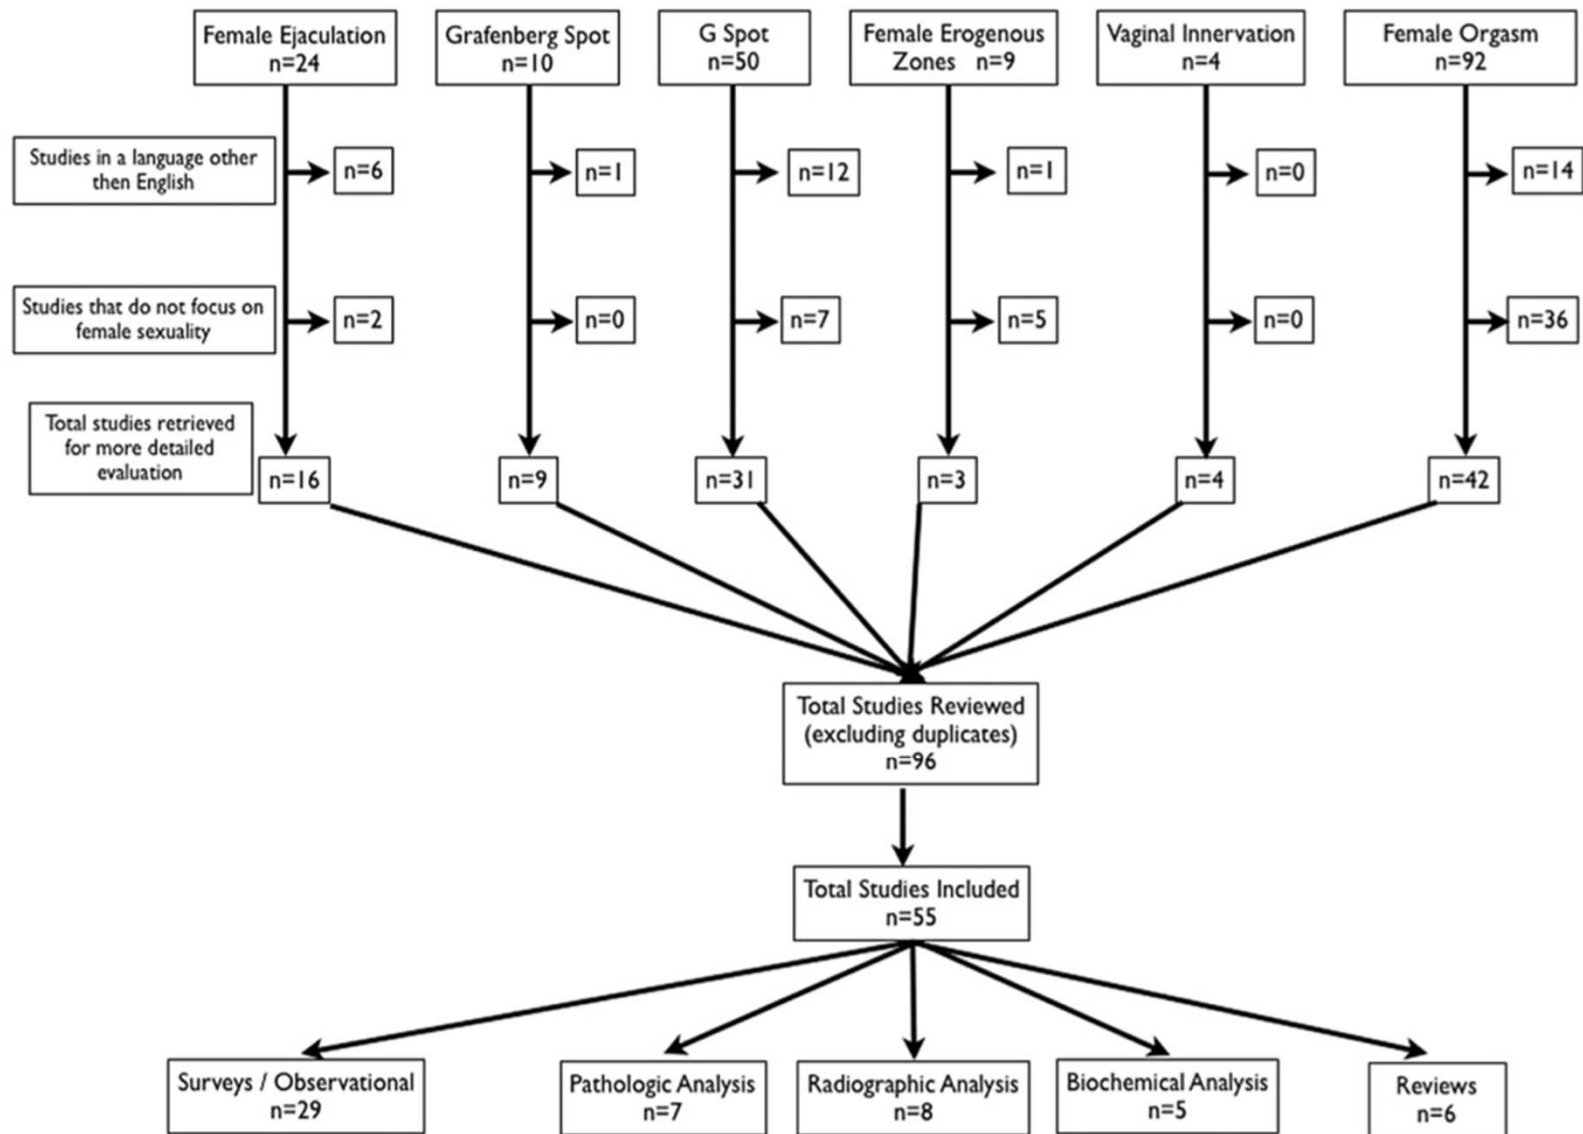 Female Ejaculation
n=24
Grafenberg Spot
n=10
G Spot
n=50
Female Erogenous
Zones n=9
Vaginal Innervation
n=4
Female Orgasm
n=92
Studies in a language other
then English
n=6
n=1
n=12
n=1
n=0
n=14
Studies that do not focus on
female sexuality
n=2
n=0
n=7
n=5
n=0
n=36
Total studies retrieved
for more detailed
evaluation
n=16
n=9
n=31
n=3
n=4
n=42
Total Studies Reviewed
(excluding duplicates)
n=96
Total Studies Included
n=55
Surveys / Observational
n=29
Pathologic Analysis
n=7
Radiographic Analysis
n=8
Biochemical Analysis
n=5
Reviews
n=6